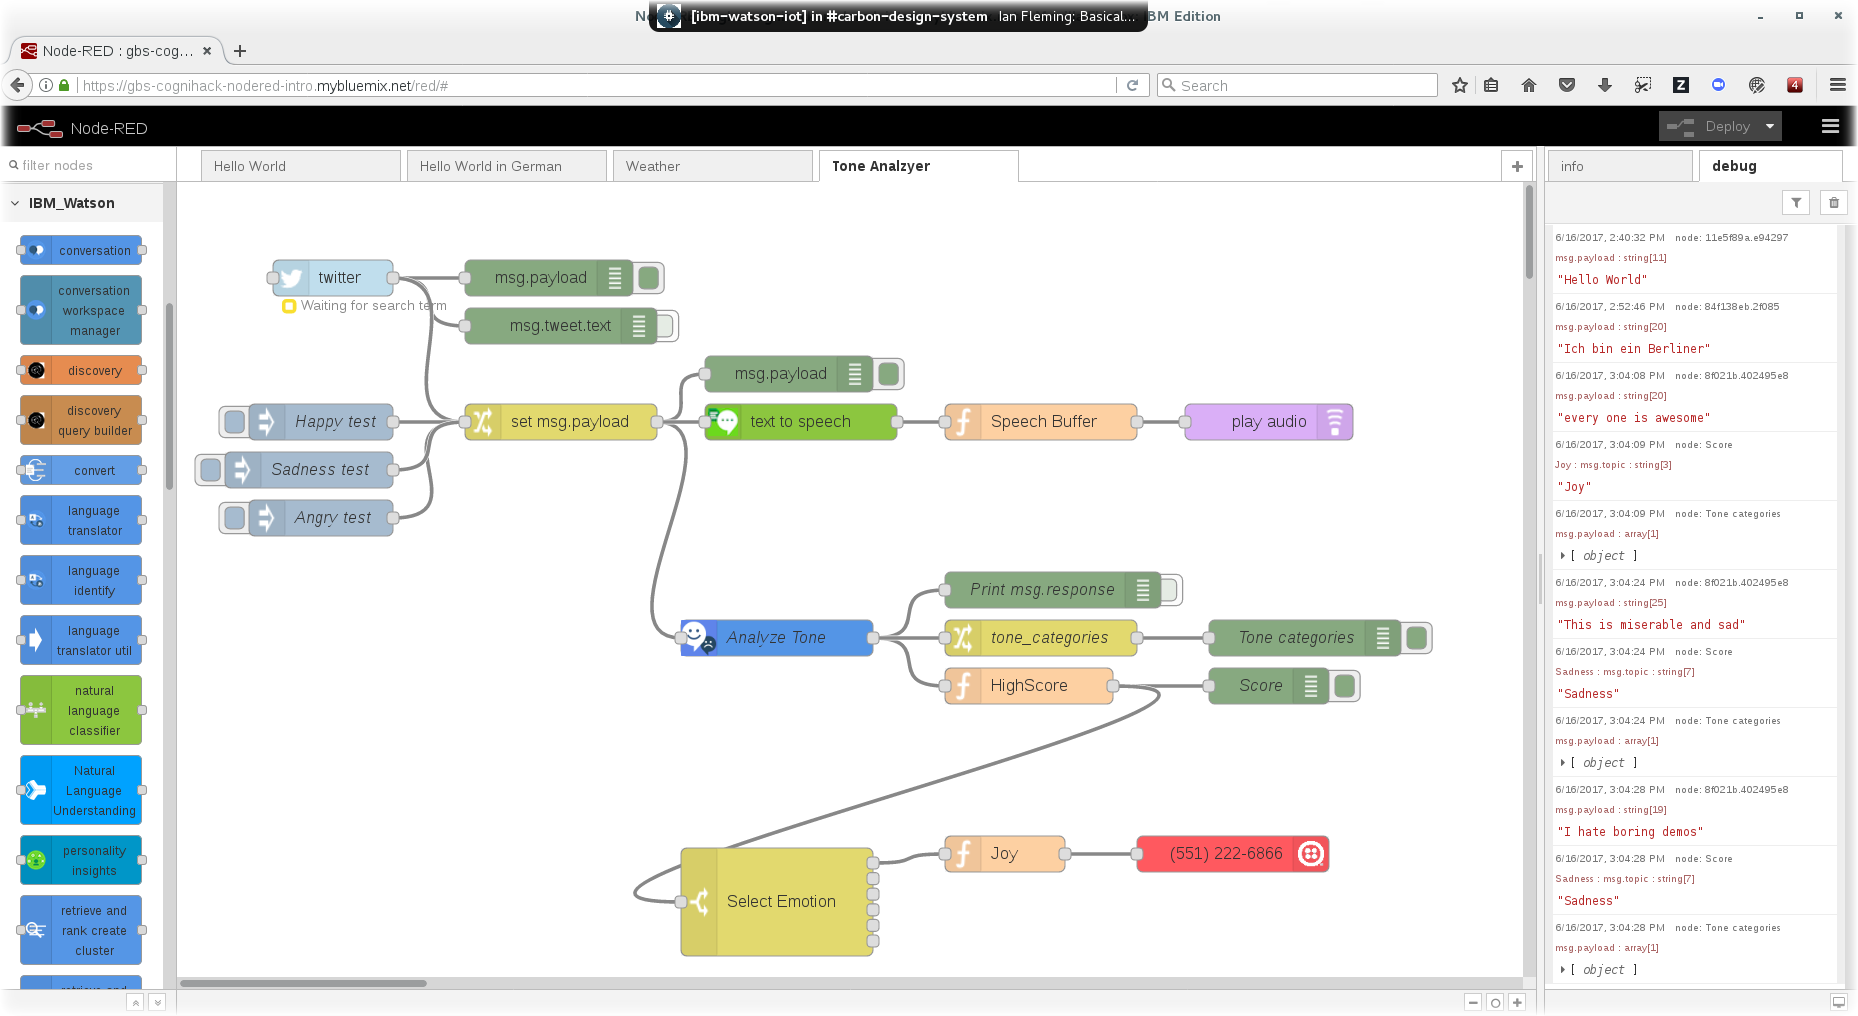 No
[ibm-watson-iot] in #carbon-design-system Ian Fleming: Basical...
IBM Edition
Node-RED : gbs-cog...
https://gbs-cognihack-nodered-intro.mybluemix.net/red/#
Search
4
Node-RED
Deploy
filter nodes
Hello World
Hello World in German
Weather
Tone Analzyer
info
debug
IBM_Watson
conversation
conversation
workspace
manager
discovery
discovery
query builder
convert
language
translator
language
identify
language
translator util
natural
language
classifier
Natural
Language
Understanding
personality
insights
retrieve and
rank create
cluster
retrieve and
twitter
Waiting for search term
msg.payload
msg.tweet.text
msg.payload
Happy test
set msg.payload
text to speech
Speech Buffer
play audio
Sadness test
Angry test
Print msg.response
Analyze Tone
tone_categories
Tone categories
HighScore
Score
Joy
(551) 222-6866
Select Emotion
6/16/2017, 2:40:32 PM node: 11e5f89a.e94297
msg.payload : string[11]
"Hello World"
6/16/2017, 2:52:46 PM node: 84f138eb.2f085
msg.payload : string[20]
"Ich bin ein Berliner"
6/16/2017, 3:04:08 PM node: 8f021b.402495e8
msg.payload : string[20]
"every one is awesome"
6/16/2017, 3:04:09 PM node: Score
Joy : msg.topic : string[3]
"Joy"
6/16/2017, 3:04:09 PM node: Tone categories
msg.payload : array[1]
[ object ]
6/16/2017, 3:04:24 PM node: 8f021b.402495e8
msg.payload : string[25]
"This is miserable and sad"
6/16/2017, 3:04:24 PM node: Score
Sadness : msg.topic : string[7]
"Sadness"
6/16/2017, 3:04:24 PM node: Tone categories
msg.payload : array[1]
[ object ]
6/16/2017, 3:04:28 PM node: 8f021b.402495e8
msg.payload : string[19]
"I hate boring demos"
6/16/2017, 3:04:28 PM node: Score
Sadness : msg.topic : string[7]
"Sadness"
6/16/2017, 3:04:28 PM node: Tone categories
msg.payload : array[1]
[ object ]